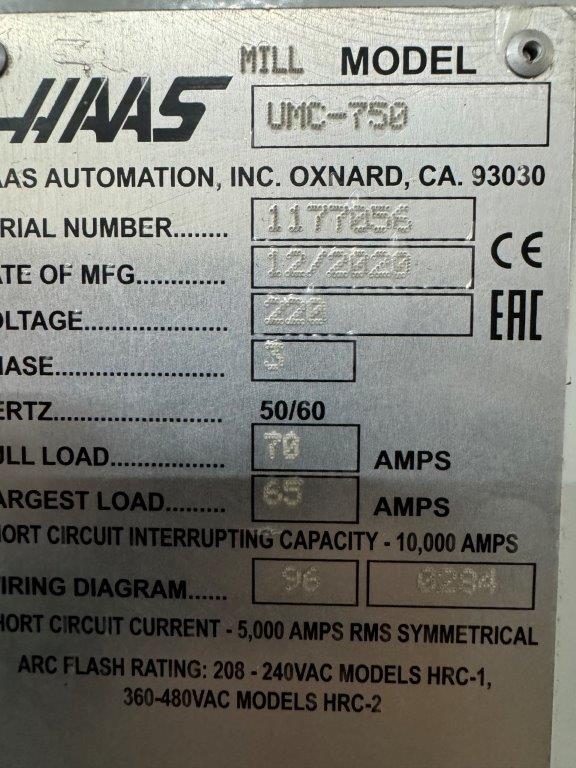 HAAS MILL MODEL
UMC-750
AAS AUTOMATION, INC. OXNARD, CA. 93030
ERIAL NUMBER........ 1177056
ATE OF MFG............. 12/2020
OLTAGE.................... 220
HASE........................ 3
ERTZ........................ 50/60
ULL LOAD................ 70 AMPS
ARGEST LOAD......... 65 AMPS
HORT CIRCUIT INTERRUPTING CAPACITY - 10,000 AMPS
WIRING DIAGRAM...... 96 0284
HORT CIRCUIT CURRENT - 5,000 AMPS RMS SYMMETRICAL
ARC FLASH RATING: 208 - 240VAC MODELS HRC-1,
360-480VAC MODELS HRC-2
CE
EAC